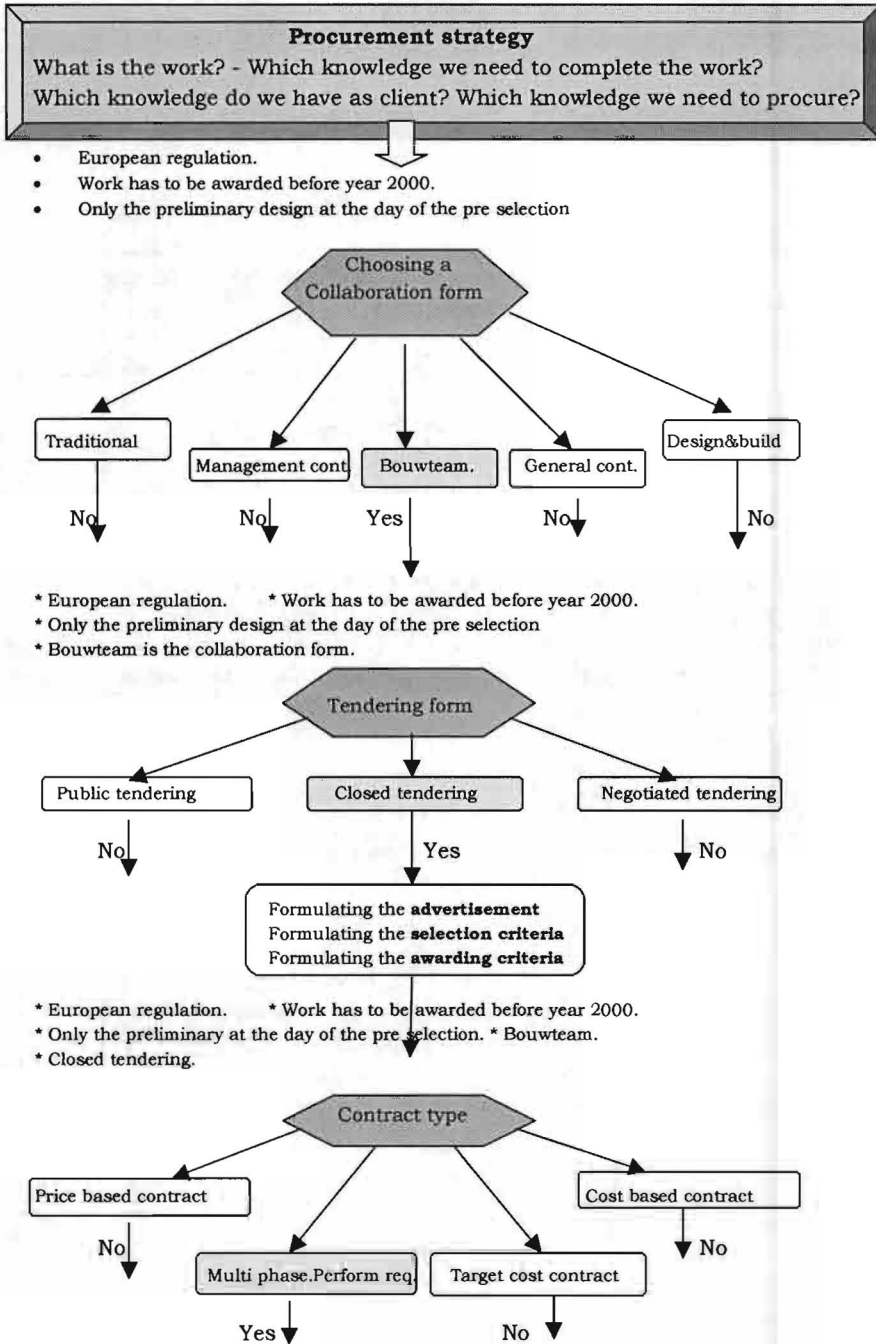 Procurement strategy
What is the work? - Which knowledge we need to complete the work?
Which knowledge do we have as client? Which knowledge we need to procure?
• European regulation.
• Work has to be awarded before year 2000.
• Only the preliminary design at the day of the pre selection
Choosing a
Collaboration form
Traditional
Management cont.
Bouwteam.
General cont.
Design&build
No
No
Yes
No
No
* European regulation. * Work has to be awarded before year 2000.
* Only the preliminary design at the day of the pre selection
* Bouwteam is the collaboration form.
Tendering form
Public tendering
Closed tendering
Negotiated tendering
No
Yes
No
Formulating the advertisement
Formulating the selection criteria
Formulating the awarding criteria
* European regulation. * Work has to be awarded before year 2000.
* Only the preliminary at the day of the pre selection. * Bouwteam.
* Closed tendering.
Contract type
Price based contract
Cost based contract
No
No
Multi phase.Perform req.
Target cost contract
Yes
No